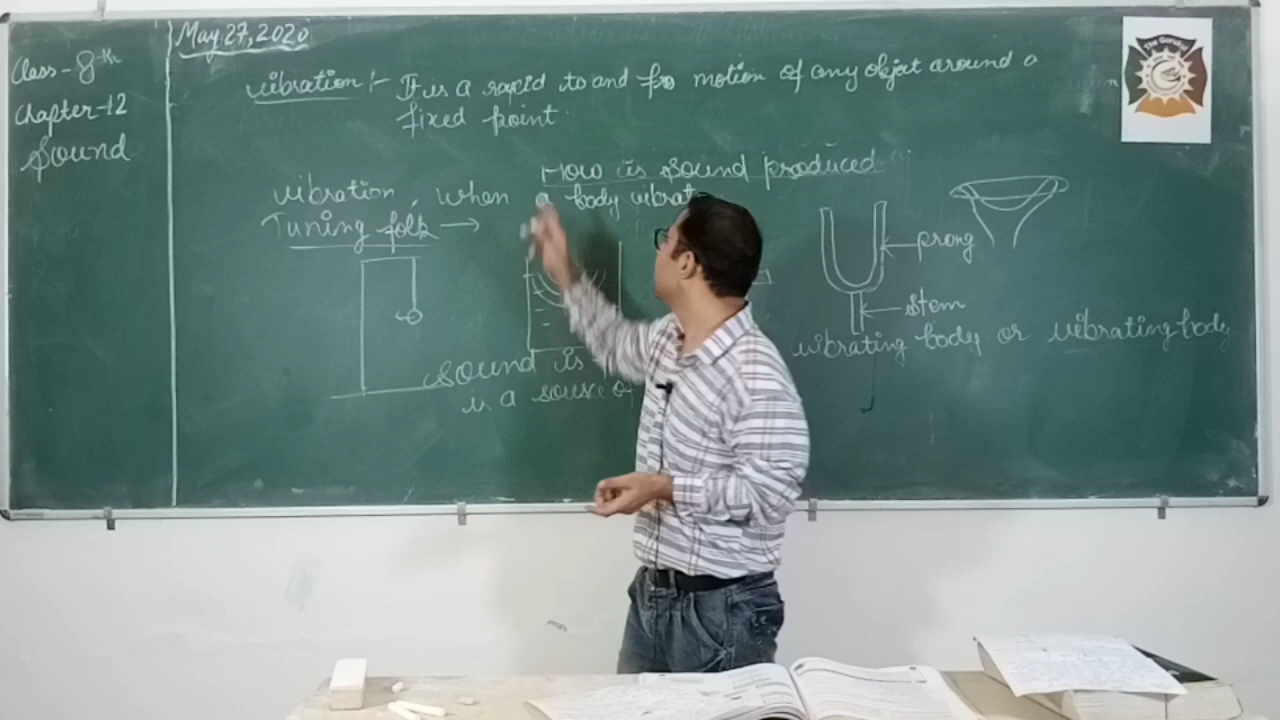 Class - 8th
Chapter-12
Sound
May 27, 2020
vibration :- It is a rapid to and fro motion of any object around a
fixed point.
How is sound produced
vibration, when a body vibrat
Tuning folk →
prong
stem
vibrating body or vibrating body
Sound is
is a source of